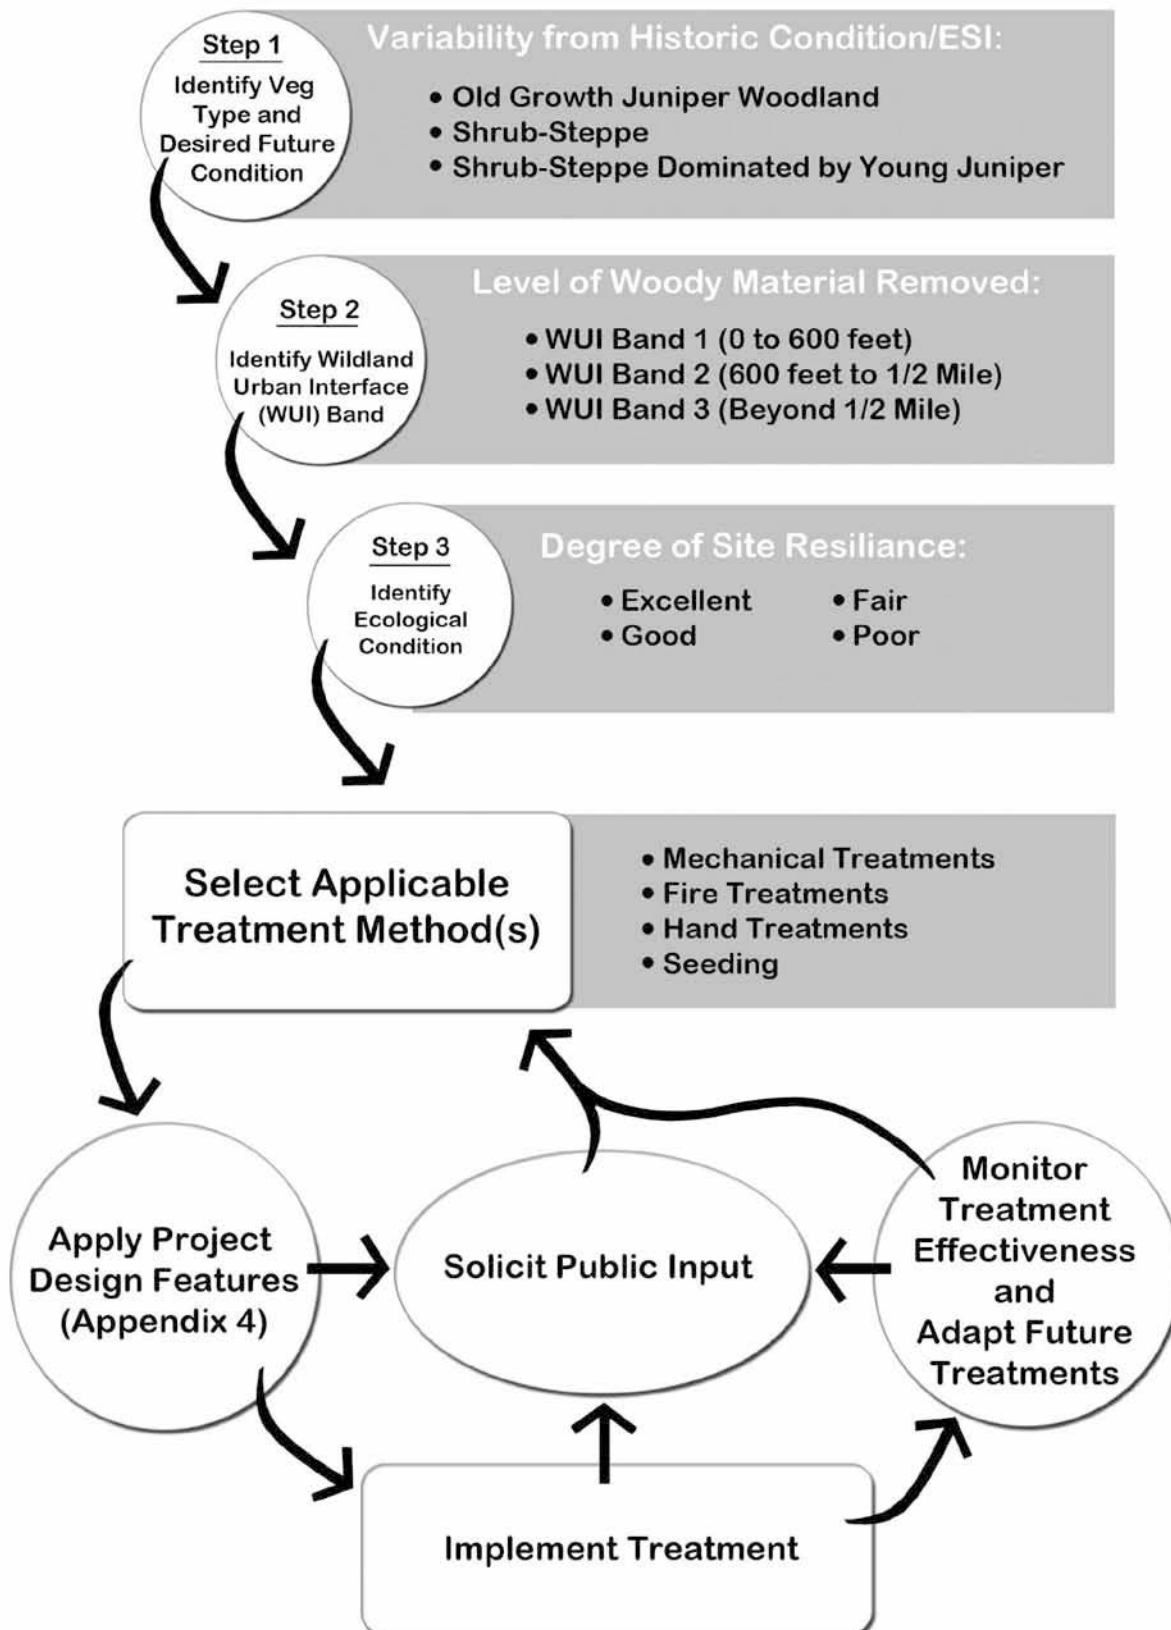 Step 1
Identify Veg
Type and
Desired Future
Condition
Variability from Historic Condition/ESI:
• Old Growth Juniper Woodland
• Shrub-Steppe
• Shrub-Steppe Dominated by Young Juniper
Step 2
Identify Wildland
Urban Interface
(WUI) Band
Level of Woody Material Removed:
• WUI Band 1 (0 to 600 feet)
• WUI Band 2 (600 feet to 1/2 Mile)
• WUI Band 3 (Beyond 1/2 Mile)
Step 3
Identify
Ecological
Condition
Degree of Site Resiliance:
• Excellent
• Good
• Fair
• Poor
Select Applicable
Treatment Method(s)
• Mechanical Treatments
• Fire Treatments
• Hand Treatments
• Seeding
Apply Project
Design Features
(Appendix 4)
Solicit Public Input
Monitor
Treatment
Effectiveness
and
Adapt Future
Treatments
Implement Treatment